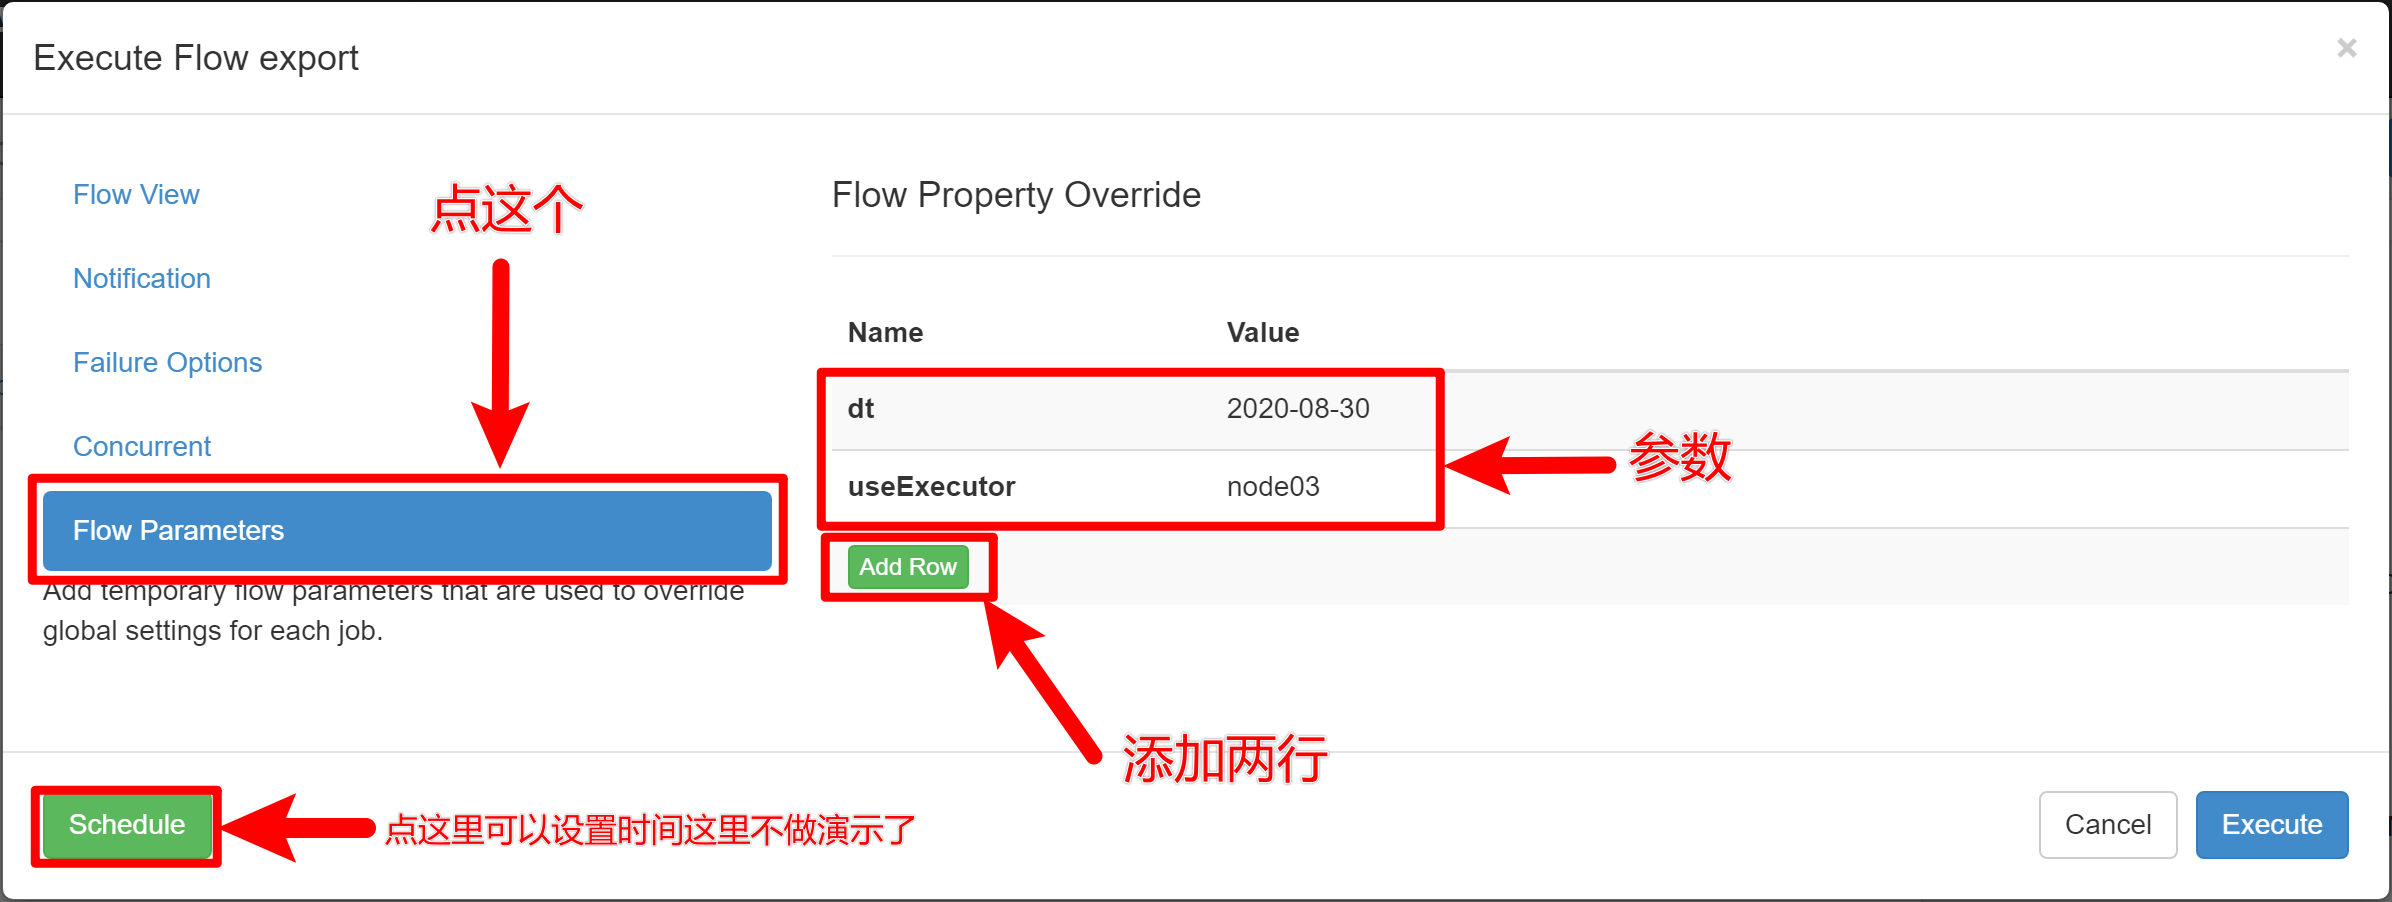 Execute Flow export
×
Flow View
Notification
Failure Options
Concurrent
Flow Parameters
Add temporary flow parameters that are used to override
global settings for each job.
点这个
Flow Property Override
Name Value
dt 2020-08-30
useExecutor node03
Add Row
参数
添加两行
Schedule
点这里可以设置时间这里不做演示了
Cancel
Execute